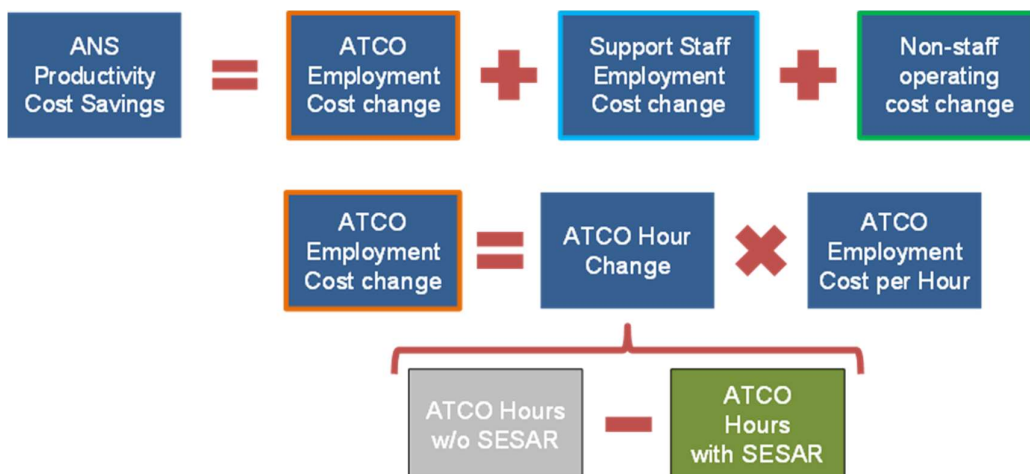 ANS
Productivity
Cost Savings
=
ATCO
Employment
Cost change
+
Support Staff
Employment
Cost change
+
Non-staff
operating
cost change
ATCO
Employment
Cost change
=
ATCO Hour
Change
×
ATCO
Employment
Cost per Hour
ATCO Hours
w/o SESAR
-
ATCO
Hours
with SESAR